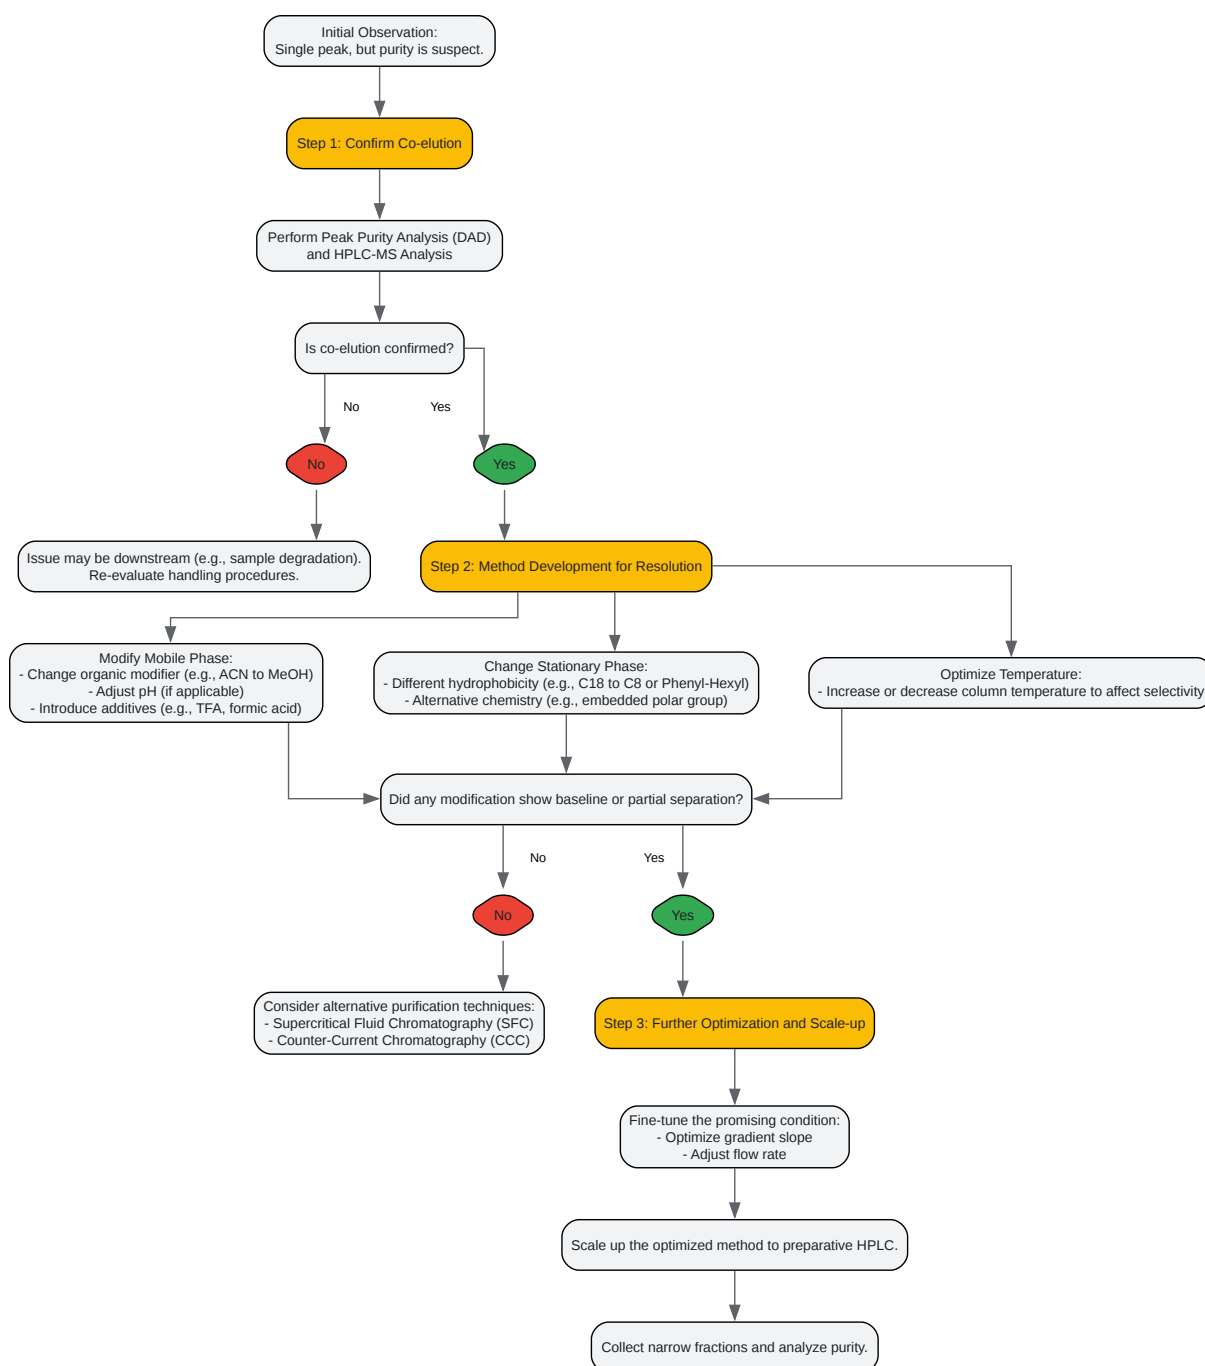 Initial Observation:
Single peak, but purity is suspect.
Step 1: Confirm Co-elution
Perform Peak Purity Analysis (DAD)
and HPLC-MS Analysis
Is co-elution confirmed?
No
Yes
No
Yes
Issue may be downstream (e.g., sample degradation).
Re-evaluate handling procedures.
Step 2: Method Development for Resolution
Modify Mobile Phase:
- Change organic modifier (e.g., ACN to MeOH)
- Adjust pH (if applicable)
- Introduce additives (e.g., TFA, formic acid)
Change Stationary Phase:
- Different hydrophobicity (e.g., C18 to C8 or Phenyl-Hexyl)
- Alternative chemistry (e.g., embedded polar group)
Optimize Temperature:
- Increase or decrease column temperature to affect selectivity
Did any modification show baseline or partial separation?
No
Yes
No
Yes
Consider alternative purification techniques:
- Supercritical Fluid Chromatography (SFC)
- Counter-Current Chromatography (CCC)
Step 3: Further Optimization and Scale-up
Fine-tune the promising condition:
- Optimize gradient slope
- Adjust flow rate
Scale up the optimized method to preparative HPLC.
Collect narrow fractions and analyze purity.